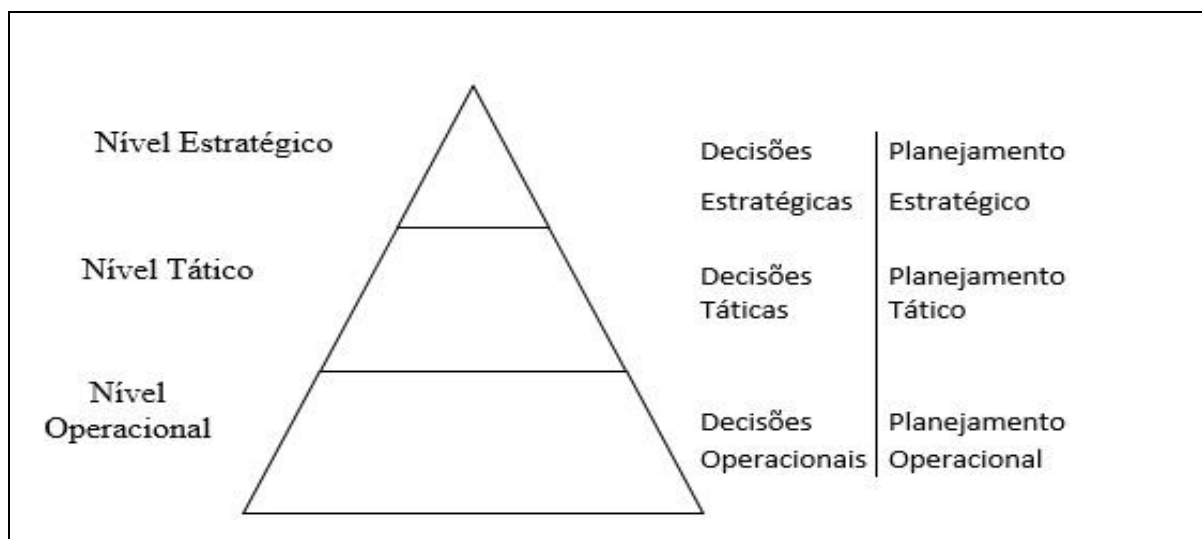 Nível Estratégico
Decisões Planejamento
Estratégicas Estratégico
Nível Tático
Decisões Planejamento
Táticas Tático
Nível
Operacional
Decisões Planejamento
Operacionais Operacional